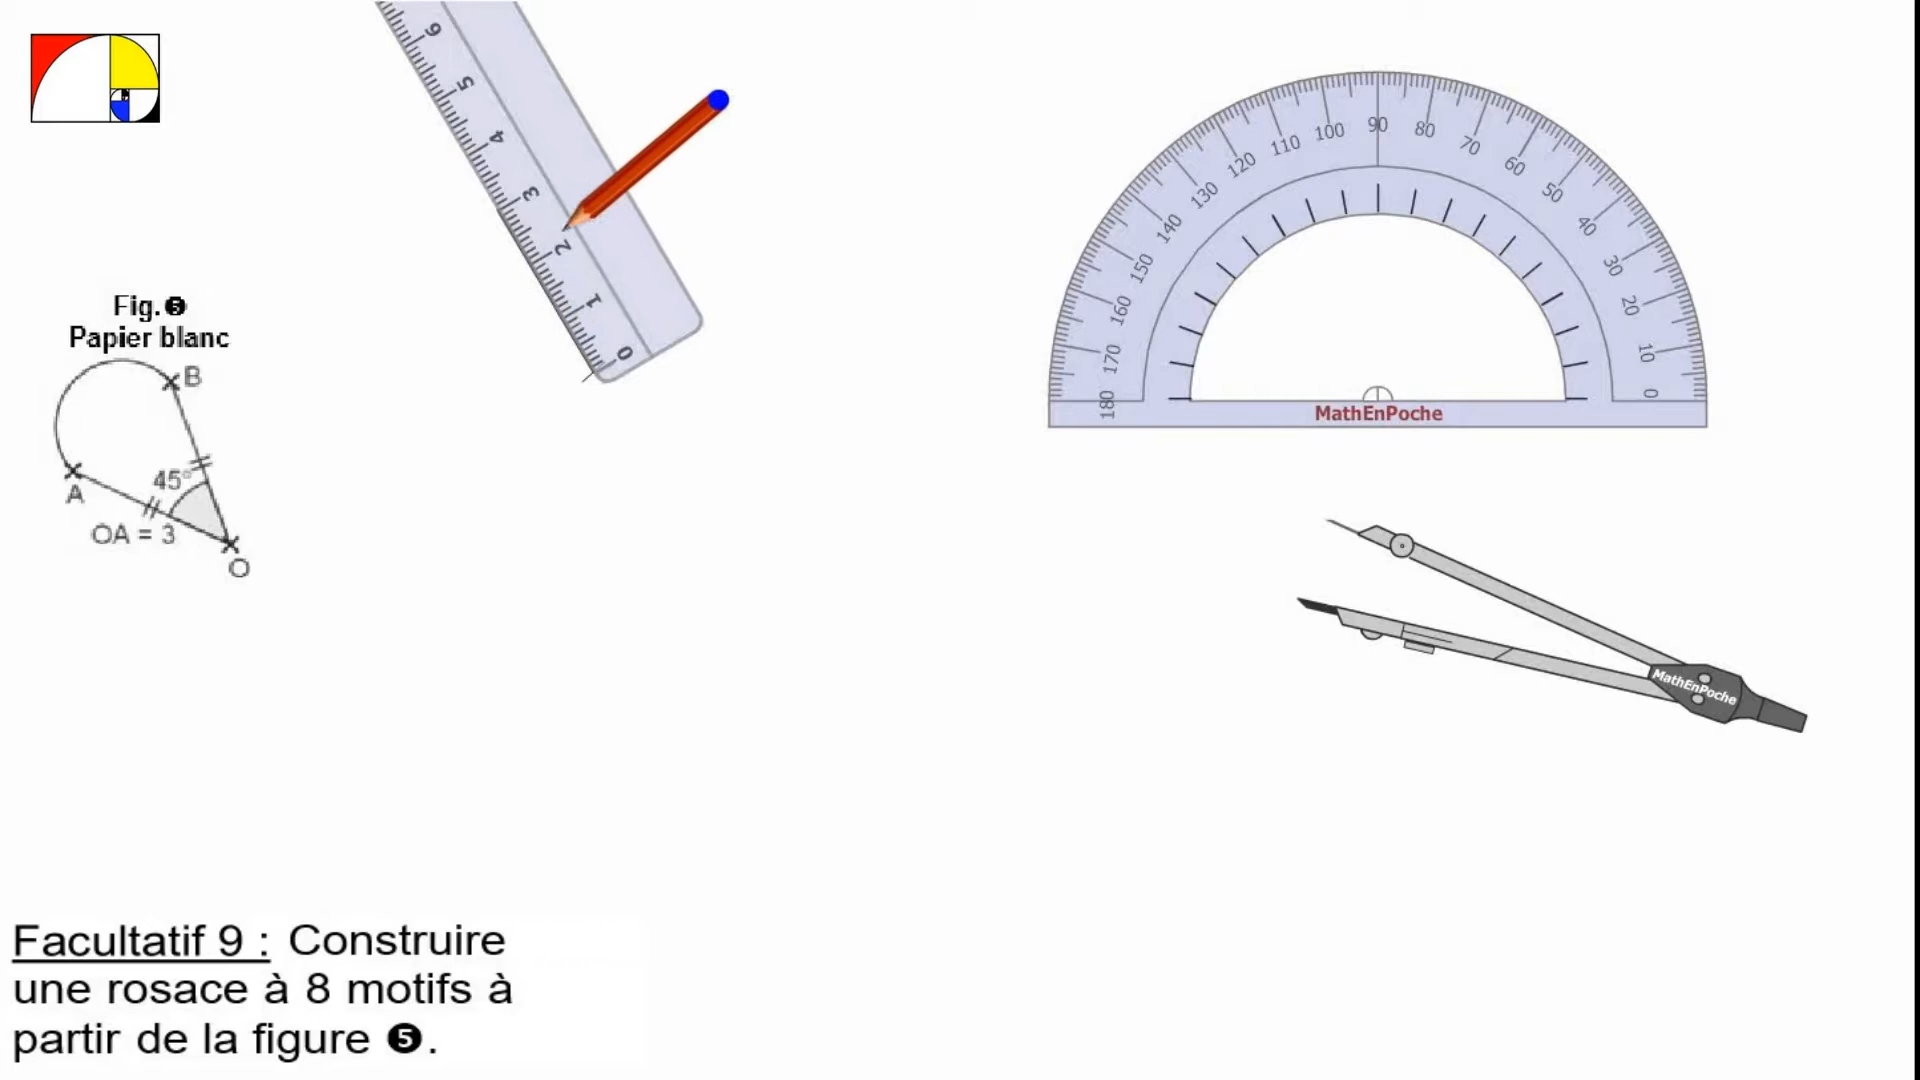 6
5
4
3
2
1
0
180 170 160 150 140 130 120 110 100 90 80 70 60 50 40 30 20 10 0
MathEnPoche
Fig. ❺
Papier blanc
B
45°
A
OA = 3
O
MathEnPoche
Facultatif 9 : Construire
une rosace à 8 motifs à
partir de la figure ❺.